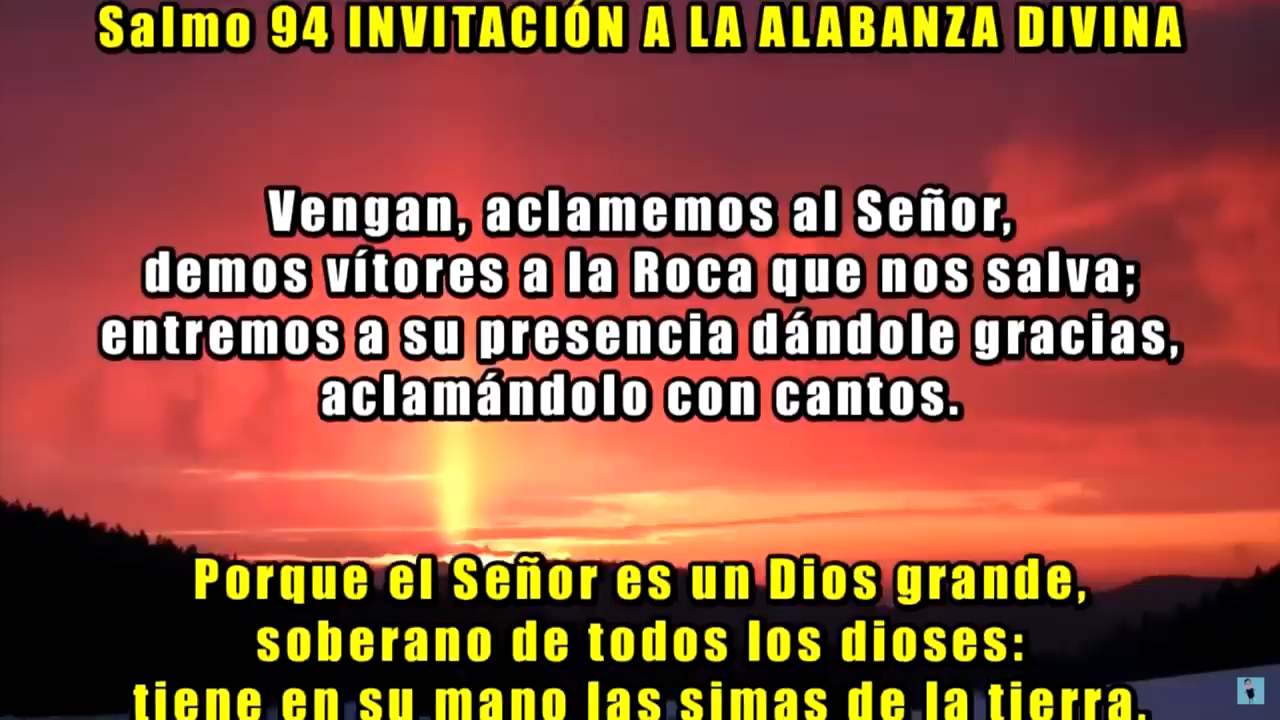 Salmo 94 INVITACIÓN A LA ALABANZA DIVINA
Vengan, aclamemos al Señor,
demos vítores a la Roca que nos salva;
entremos a su presencia dándole gracias,
aclamándolo con cantos.
Porque el Señor es un Dios grande,
soberano de todos los dioses:
tiene en su mano las simas de la tierra,